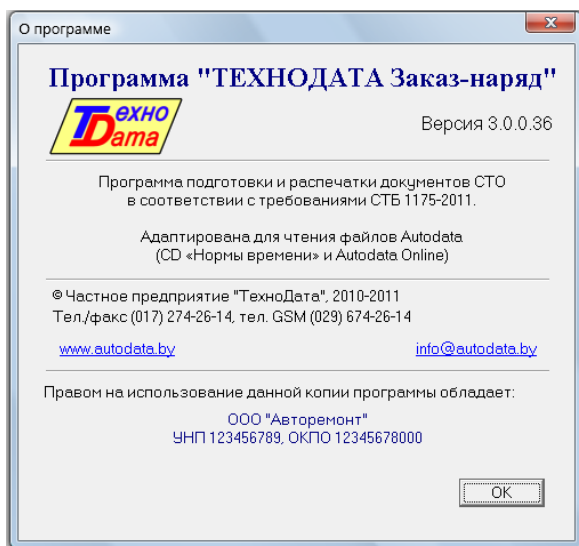 О программе
Программа "ТЕХНОДАТА Заказ-наряд"
Техно
Dата
Версия 3.0.0.36
Программа подготовки и распечатки документов СТО
в соответствии с требованиями СТБ 1175-2011.
Адаптирована для чтения файлов Autodata
(CD «Нормы времени» и Autodata Online)
© Частное предприятие "ТехноДата", 2010-2011
Тел./факс (017) 274-26-14, тел. GSM (029) 674-26-14
www.autodata.by info@autodata.by
Правом на использование данной копии программы обладает:
ООО "Авторемонт"
УНП 123456789, ОКПО 12345678000
OK